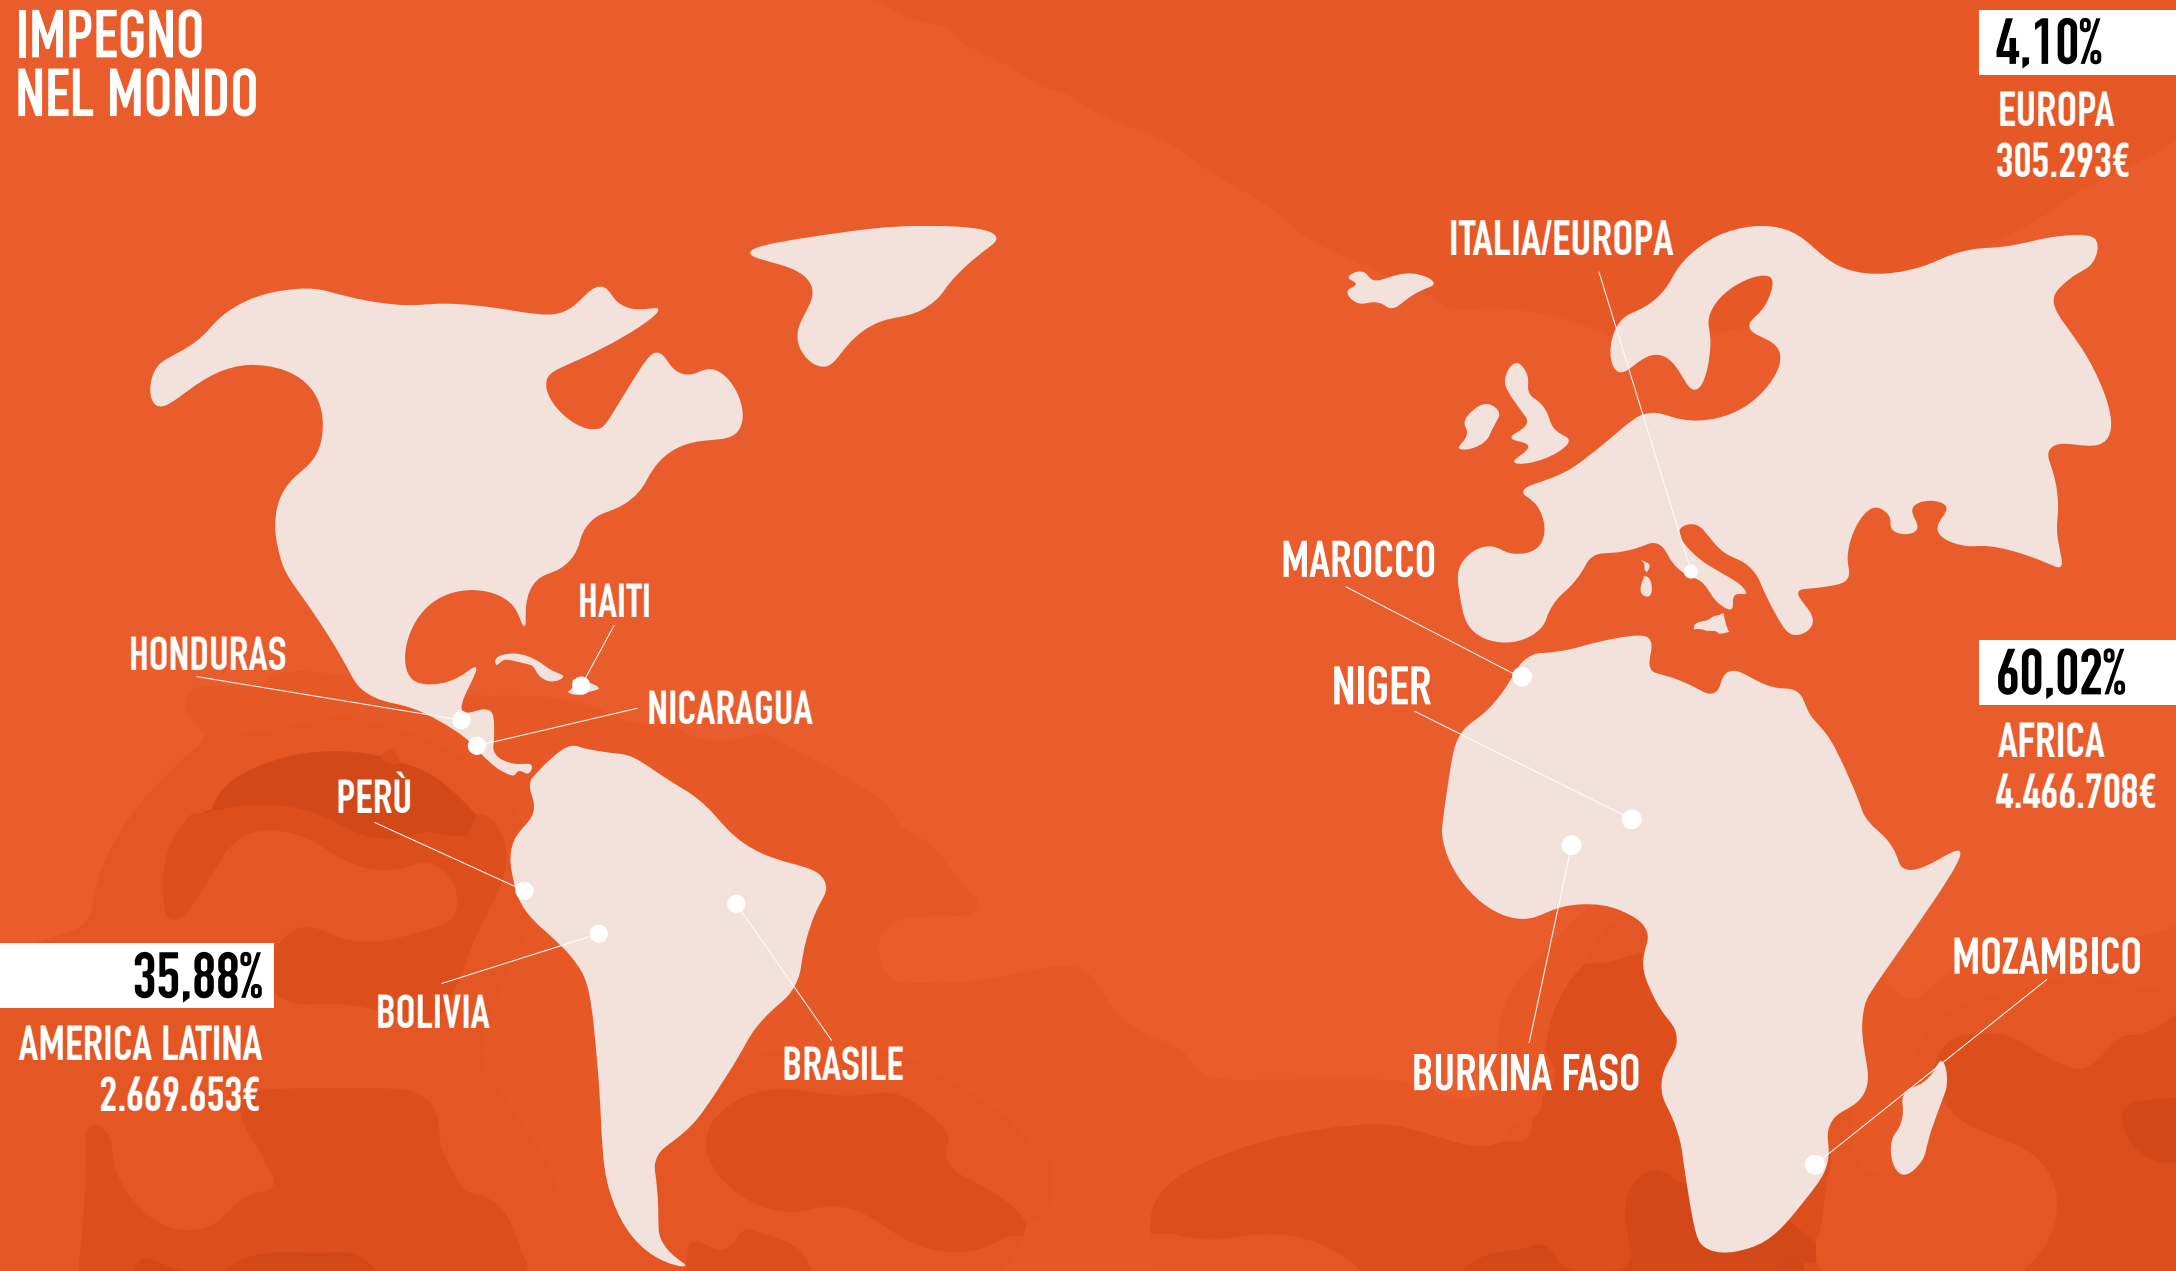 IMPEGNO
NEL MONDO
4,10%
EUROPA
305.293€
ITALIA/EUROPA
MAROCCO
HAITI
HONDURAS
NIGER
NICARAGUA
60,02%
AFRICA
4.466.708€
PERÙ
MOZAMBICO
35,88%
AMERICA LATINA
2.669.653€
BOLIVIA
BRASILE
BURKINA FASO